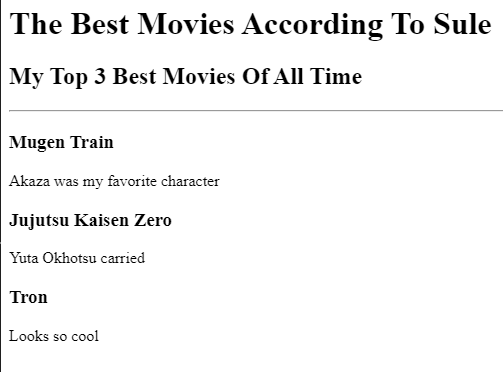 The Best Movies According To Sule
My Top 3 Best Movies Of All Time
Mugen Train
Akaza was my favorite character
Jujutsu Kaisen Zero
Yuta Okhotsu carried
Tron
Looks so cool